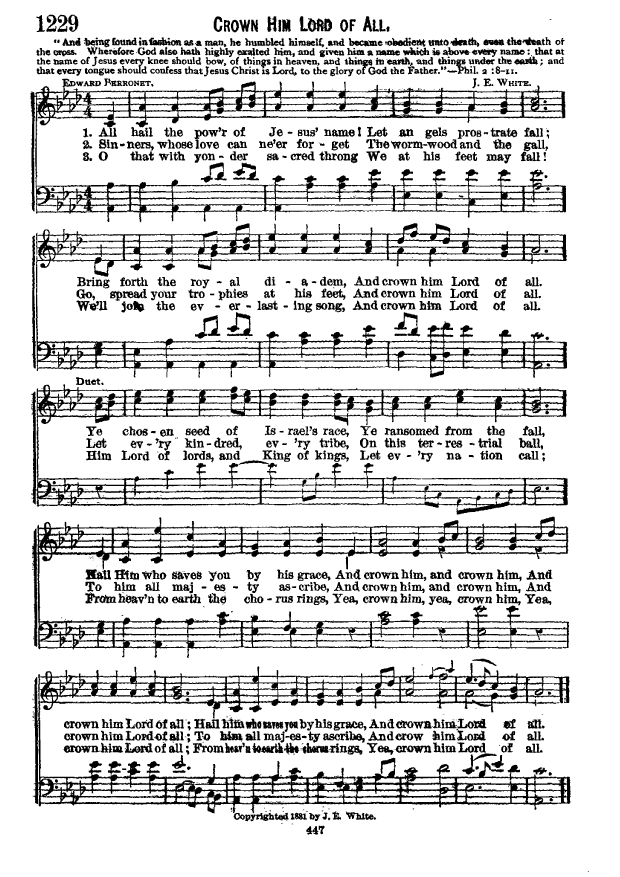 1229
CROWN HIM LORD OF ALL.
"And being found in fashion as a man, he humbled himself, and became obedient unto death, even the death of
the cross. Wherefore God also hath highly exalted him, and given him a name which is above every name; that at
the name of Jesus every knee should bow, of things in heaven, and things in earth, and things under the earth; and
that every tongue should confess that Jesus Christ is Lord, to the glory of God the Father."—Phil. 2:8-11.
EDWARD PERRONET. J. E. WHITE.
1. All hail the pow'r of Je - sus' name! Let an gels pros - trate fall;
2. Sin - ners, whose love can ne'er for - get The worm - wood and the gall,
3. O that with yon - der sa - cred throng We at his feet may fall!
Bring forth the roy - al di - a - dem, And crown him Lord of all.
Go, spread your tro - phies at his feet, And crown him Lord of all.
We'll join the ev - er - last - ing song, And crown him Lord of all.
Duet.
Ye chos - en seed of Is - rael's race, Ye ransomed from the fall,
Let ev - 'ry kin - dred, ev - 'ry tribe, On this ter - res - trial ball,
Him Lord of lords, and King of kings, Let ev - 'ry na - tion call;
Hail Him who saves you by his grace, And crown him, and crown him, And
To him all maj - es - ty as - cribe, And crown him, and crown him, And
From heav'n to earth the cho - rus rings, Yea, crown him, yea, crown him, Yea,
crown him Lord of all; Hail him who saves you by his grace, And crown him Lord of all.
crown him Lord of all; To him all maj - es - ty ascribe, And crow him Lord of all.
crown him Lord of all; From heav'n to earth the chorus rings, Yea, crown him Lord of all.
Copyrighted 1881 by J. E. White.
447